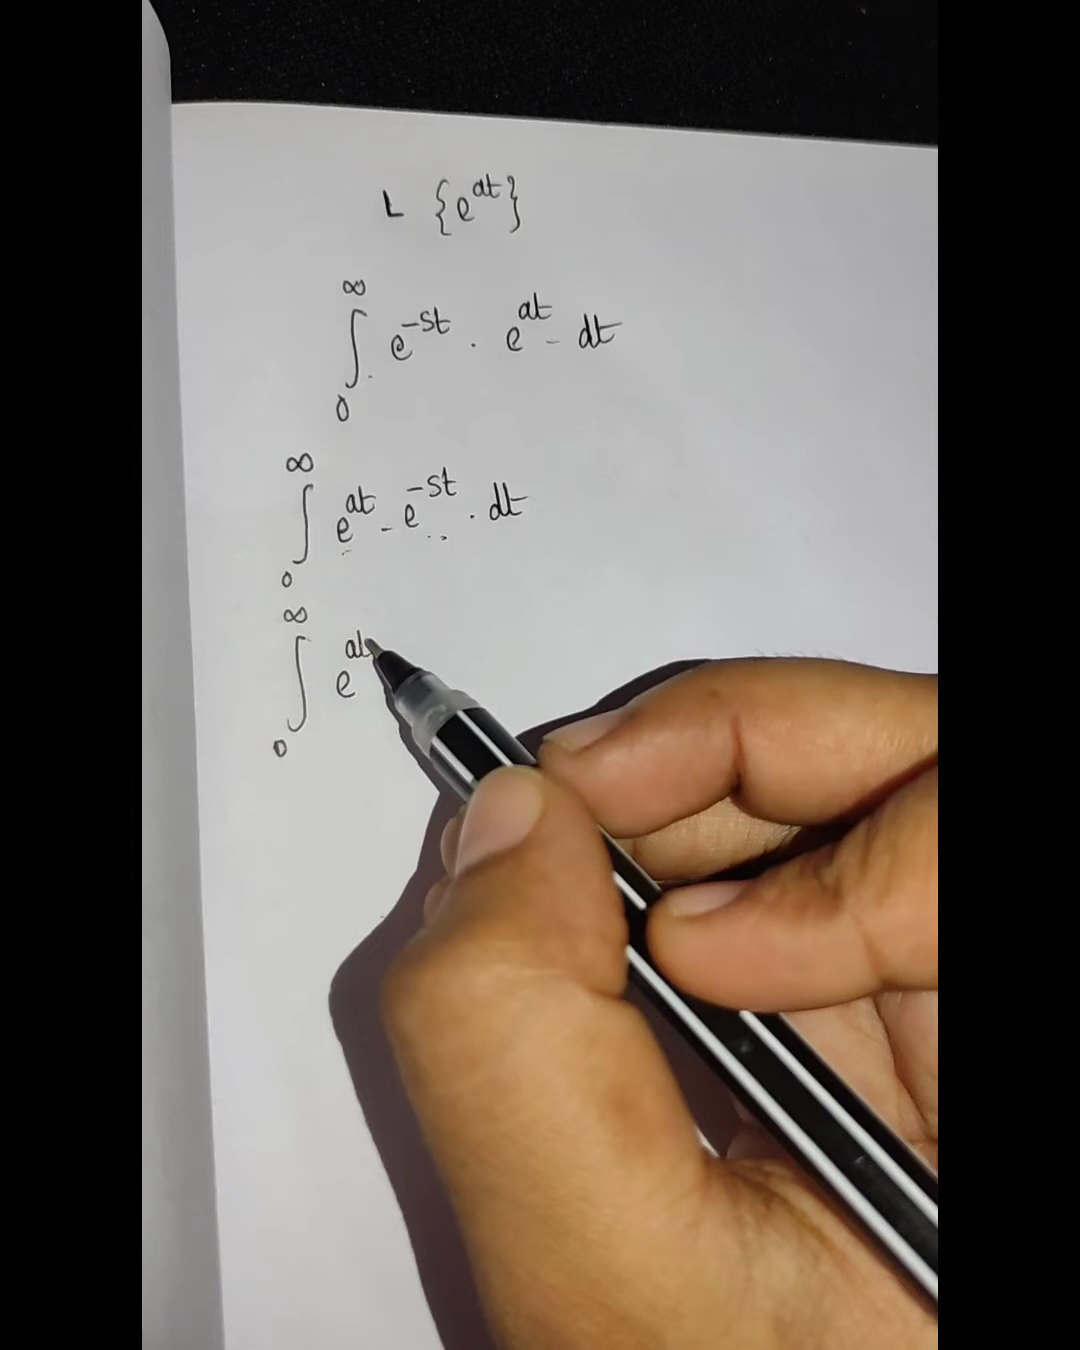 L {e^at}
∫₀^∞ e^-st . e^at - dt
∫₀^∞ e^at - e^-st . dt
∫₀^∞ e^at